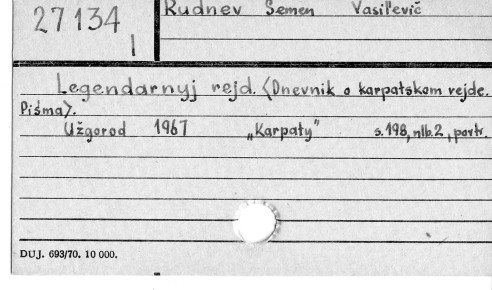 27134 Rudnev Semen Vasil'evič
1
Legendarnyj rejd. <Dnevnik o karpatskom rejde.
Piśma>.
Užgorod 1967 „Karpaty" s. 198, nlb. 2, portr.
DUJ. 693/70. 10 000.